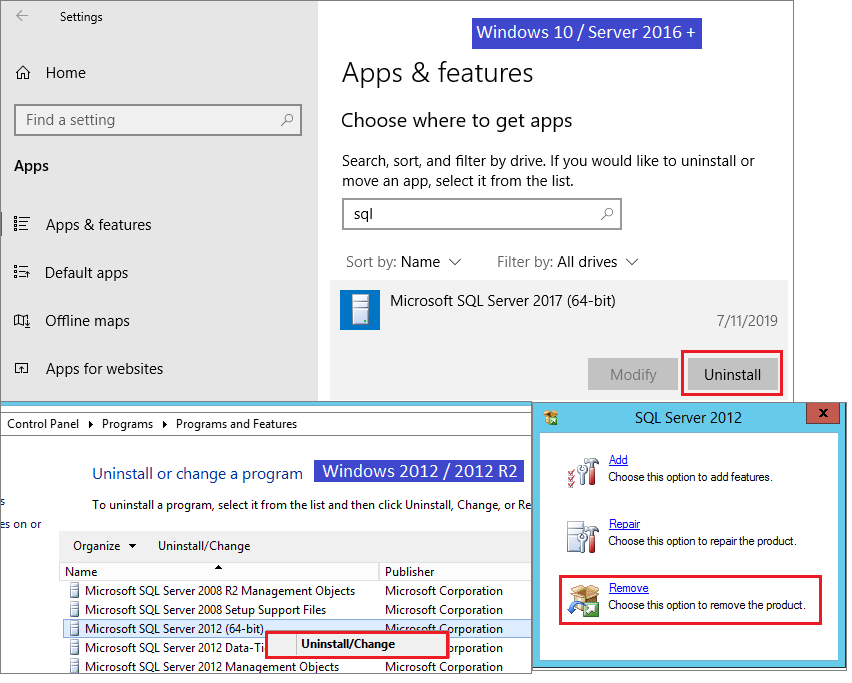 Settings
Windows 10 / Server 2016 +
Home
Find a setting
Apps
Apps & features
Default apps
Offline maps
Apps for websites
Apps & features
Choose where to get apps
Search, sort, and filter by drive. If you would like to uninstall or
move an app, select it from the list.
sql
Sort by: Name
Filter by: All drives
Microsoft SQL Server 2017 (64-bit)
7/11/2019
Modify
Uninstall
Control Panel
Programs
Programs and Features
Uninstall or change a program
Windows 2012 / 2012 R2
To uninstall a program, select it from the list and then click Uninstall, Change, or Re
s
es on or
Organize
Uninstall/Change
Name
Publisher
Microsoft SQL Server 2008 R2 Management Objects
Microsoft Corporation
Microsoft SQL Server 2008 Setup Support Files
Microsoft Corporation
Microsoft SQL Server 2012 (64-bit)
Microsoft Corporation
Uninstall/Change
Microsoft SQL Server 2012 Data-Ti
Corporation
Microsoft SQL Server 2012 Management Objects
Microsoft Corporation
SQL Server 2012
x
Add
Choose this option to add features.
Repair
Choose this option to repair the product.
Remove
Choose this option to remove the product.